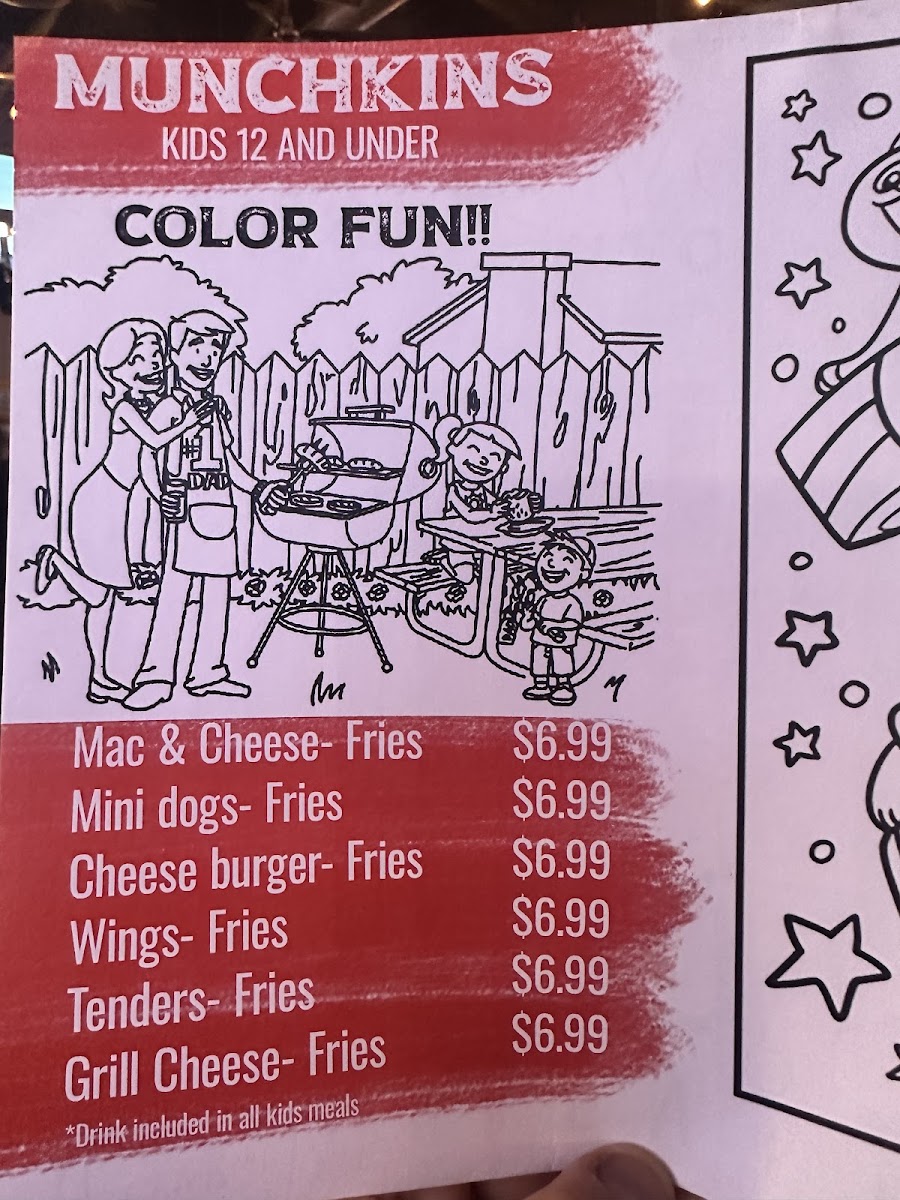 MUNCHKINS
KIDS 12 AND UNDER
COLOR FUN!!
#1
DAD
Mac & Cheese- Fries $6.99
Mini dogs- Fries $6.99
Cheese burger- Fries $6.99
Wings- Fries $6.99
Tenders- Fries $6.99
Grill Cheese- Fries $6.99
*Drink included in all kids meals